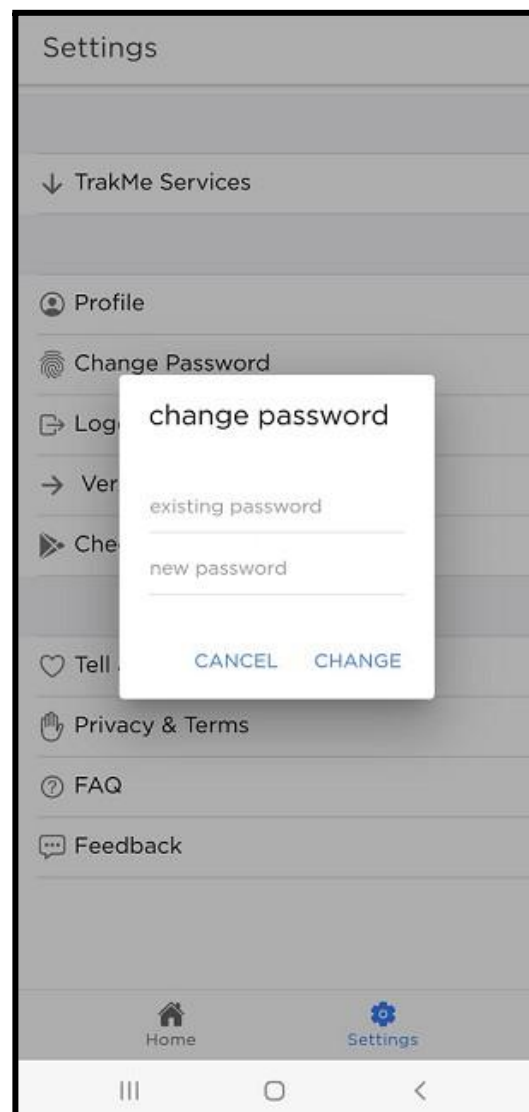 Settings
TrakMe Services
Profile
Change Password
Log
change password
Ver
existing password
Che
new password
Tell
CANCEL CHANGE
Privacy & Terms
FAQ
Feedback
Home Settings